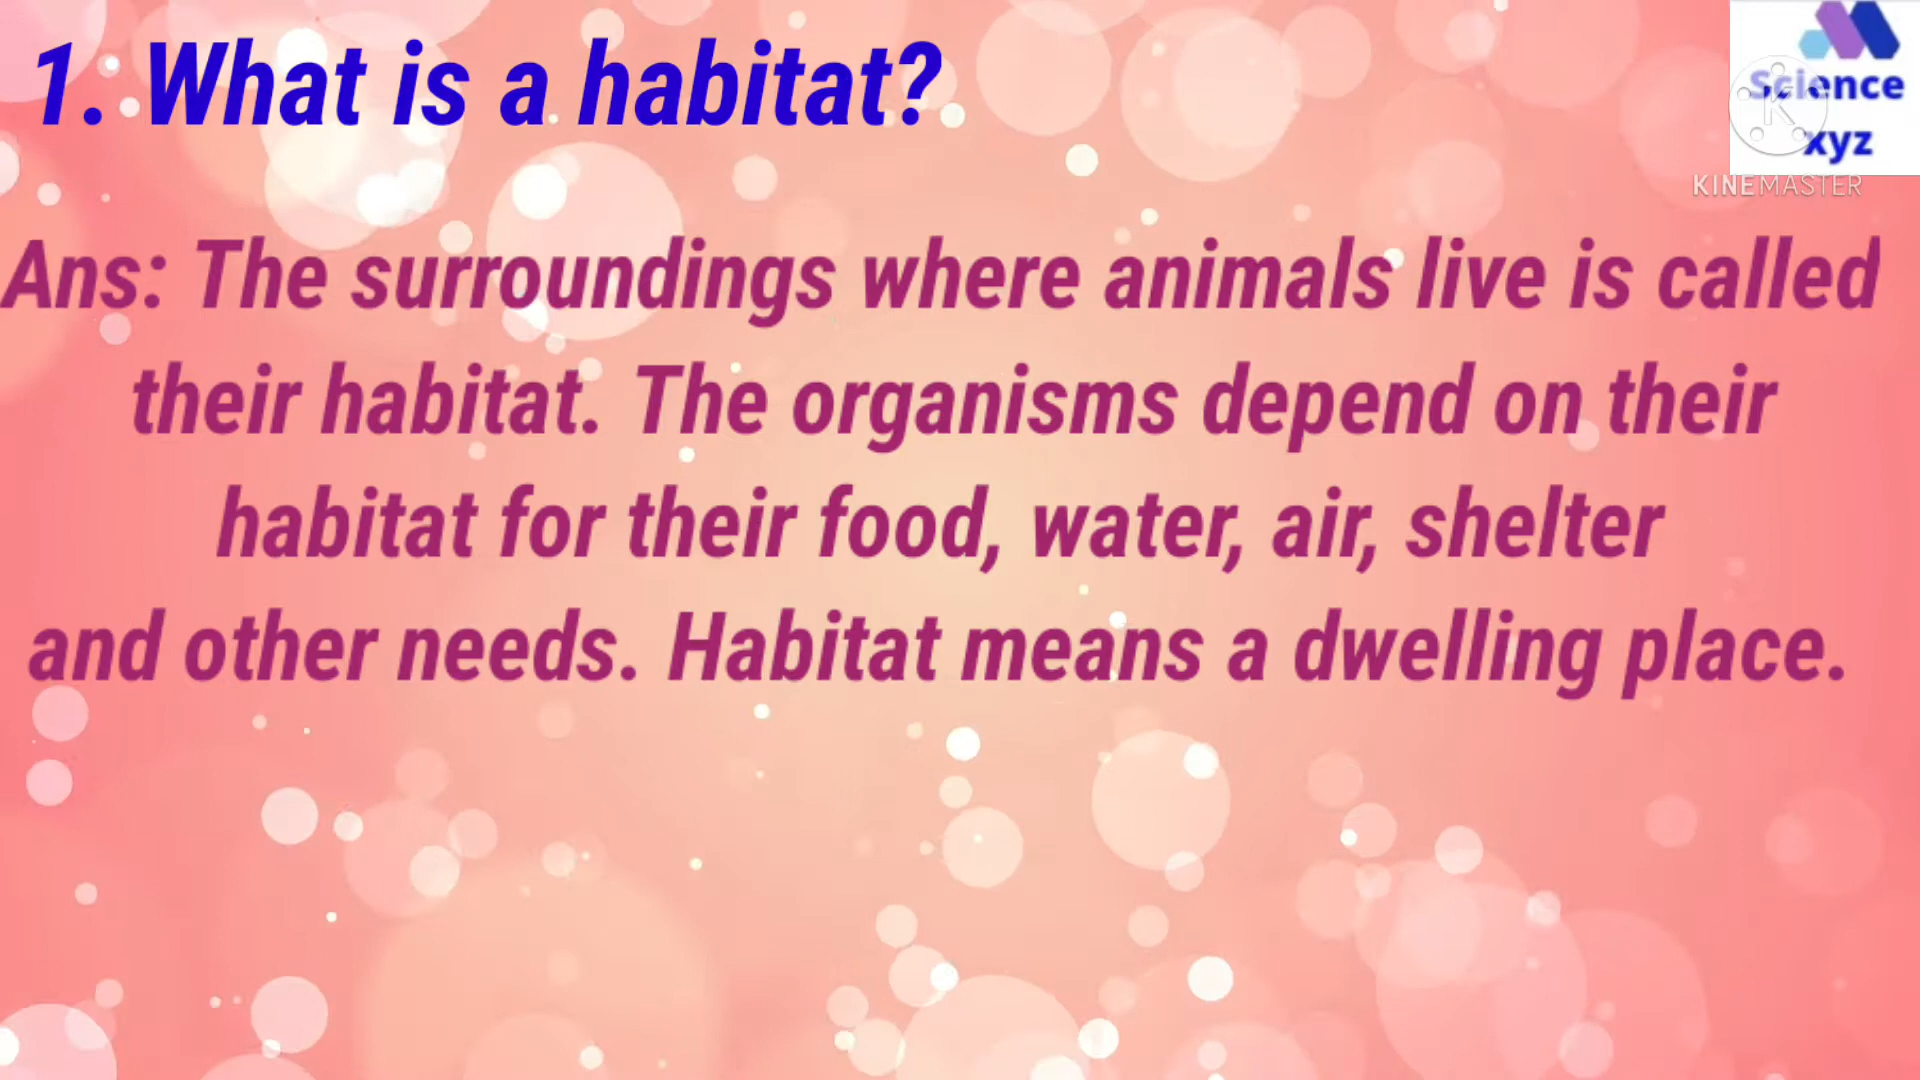 1. What is a habitat?
Science
xyz
KINEMASTER
Ans: The surroundings where animals live is called
their habitat. The organisms depend on their
habitat for their food, water, air, shelter
and other needs. Habitat means a dwelling place.